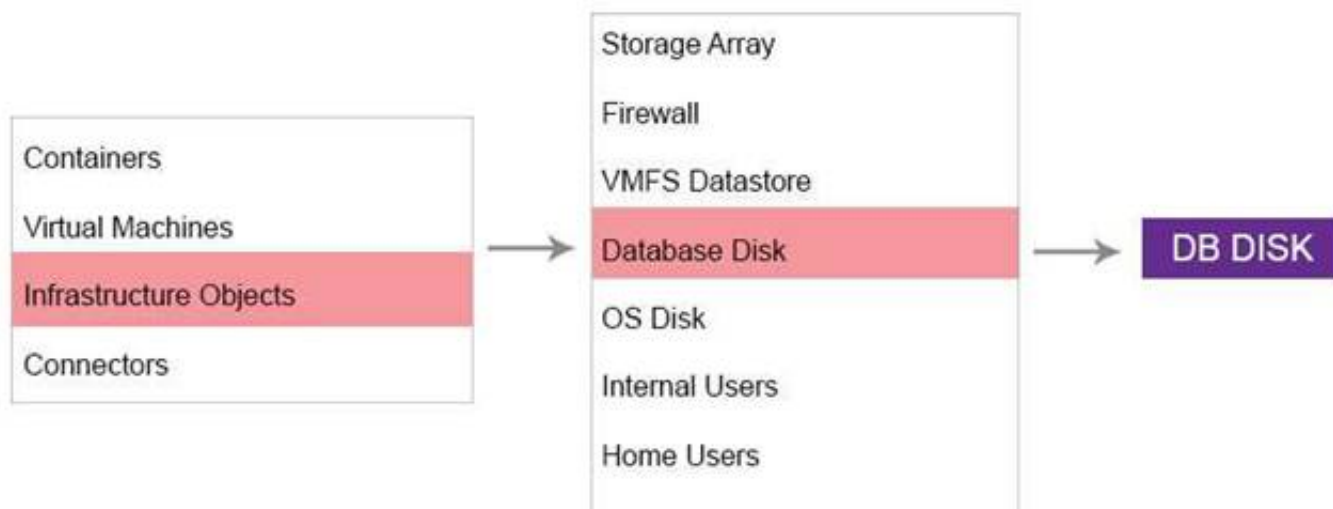 Containers
Virtual Machines
Infrastructure Objects
Connectors
Storage Array
Firewall
VMFS Datastore
Database Disk
OS Disk
Internal Users
Home Users
DB DISK